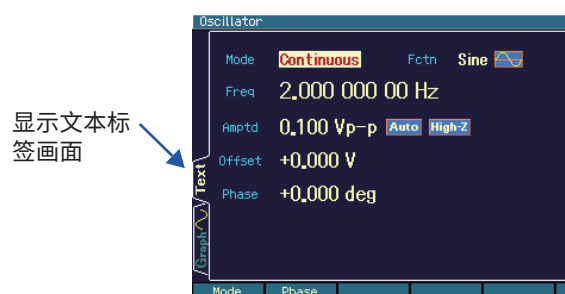 Oscillator
Mode Continuous Fctn Sine
Freq 2.000 000 00 Hz
Amptd 0.100 Vp-p Auto High-Z
Offset +0.000 V
Phase +0.000 deg
显示文本标
签画面
Text
Graph
Mode Phase